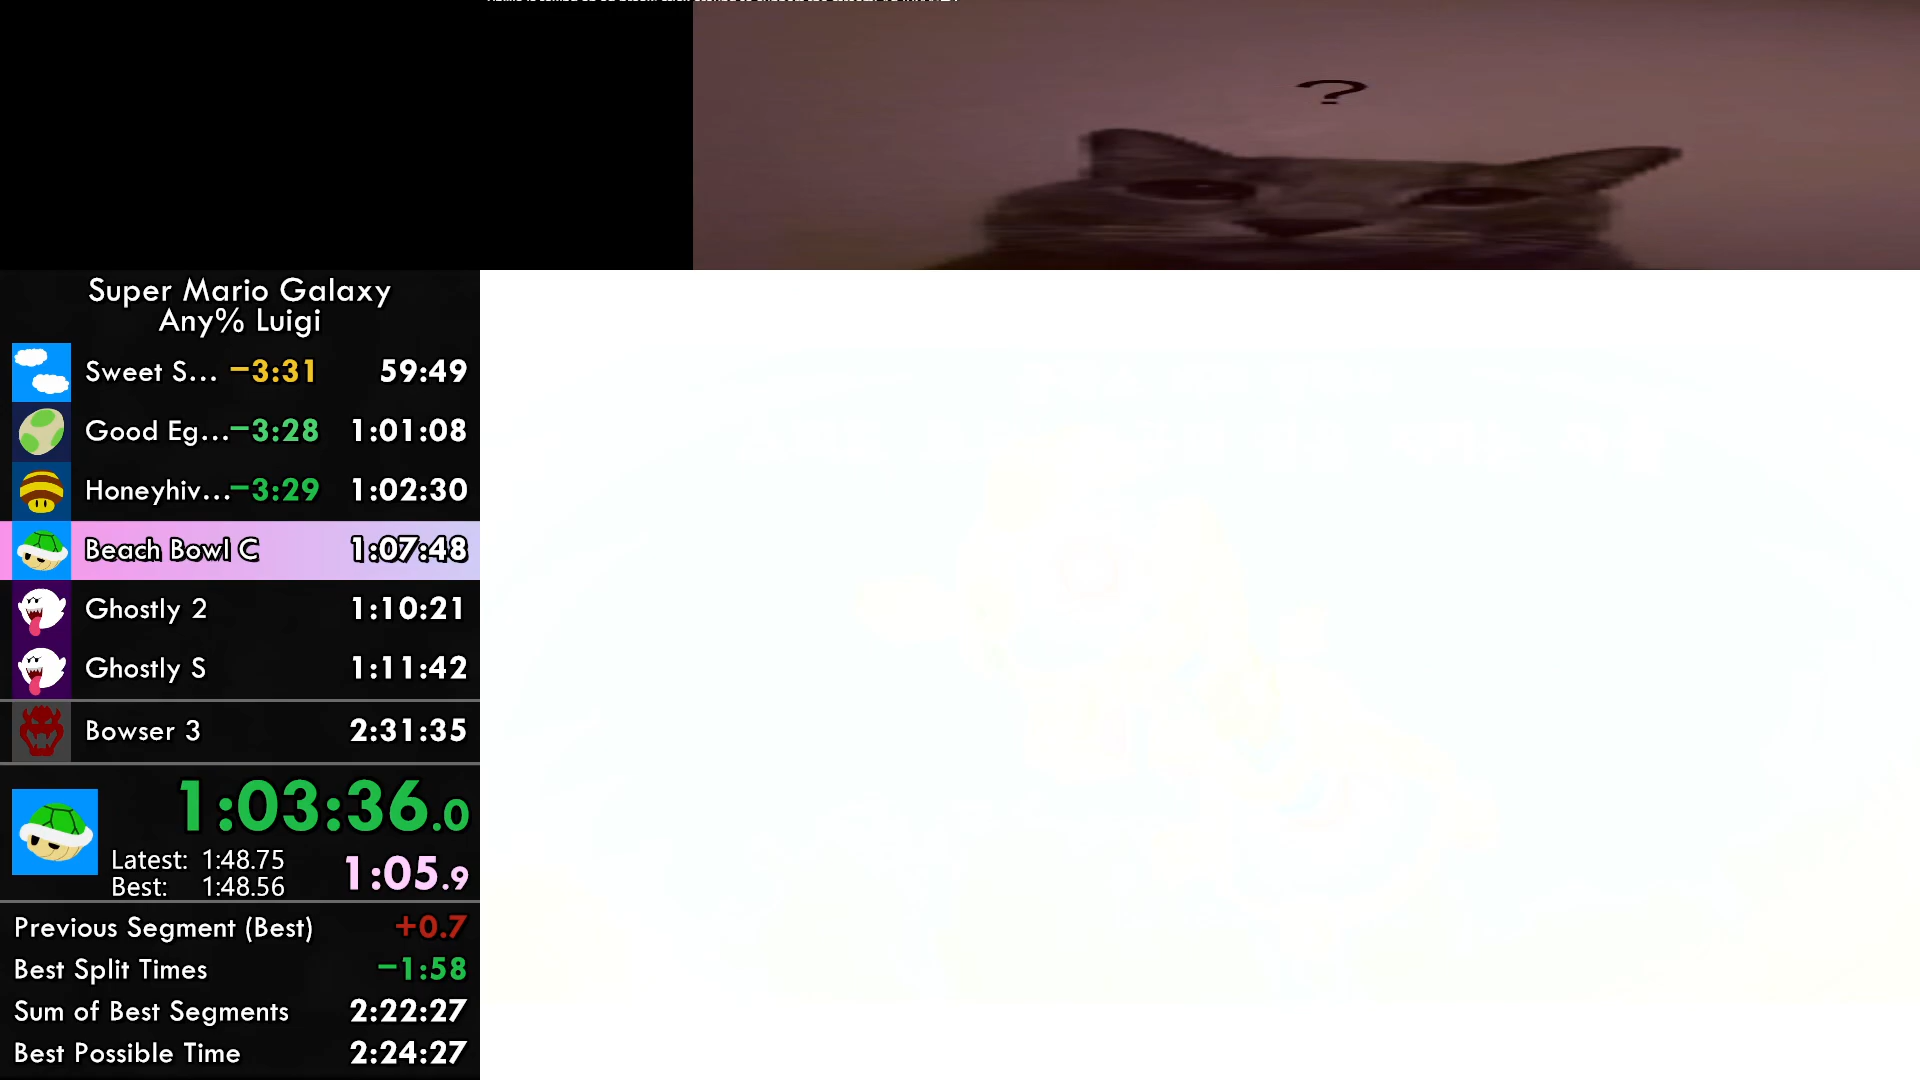 ?
Super Mario Galaxy
Any% Luigi
Sweet S... −3:31 59:49
Good Eg... −3:28 1:01:08
Honeyhiv... −3:29 1:02:30
Beach Bowl C 1:07:48
Ghostly 2 1:10:21
Ghostly S 1:11:42
Bowser 3 2:31:35
1:03:36.0
Latest: 1:48.75
Best: 1:48.56
1:05.9
Previous Segment (Best) +0.7
Best Split Times −1:58
Sum of Best Segments 2:22:27
Best Possible Time 2:24:27